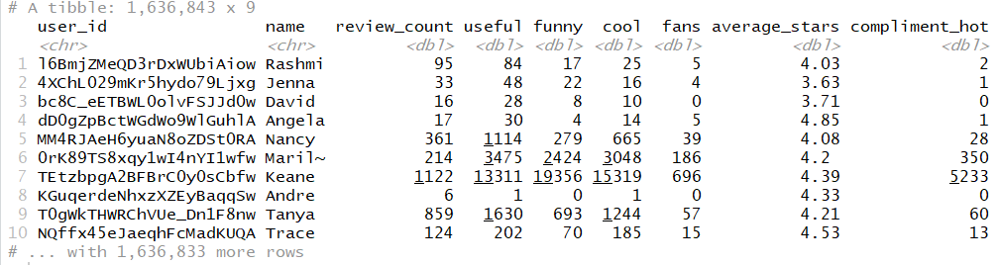 # A tibble: 1,636,843 x 9
user_id name review_count useful funny cool fans average_stars compliment_hot
<chr> <chr> <dbl> <dbl> <dbl> <dbl> <dbl> <dbl> <dbl>
1 l6BmjZMeQD3rDxWUbiAiow Rashmi 95 84 17 25 5 4.03 2
2 4XChL029mKr5hydo79Ljxg Jenna 33 48 22 16 4 3.63 1
3 bc8C_eETBWL0olvFSJJd0w David 16 28 8 10 0 3.71 0
4 dD0gZpBctWGdWo9WlGuhlA Angela 17 30 4 14 5 4.85 1
5 MM4RJAeH6yuaN8oZDSt0RA Nancy 361 1114 279 665 39 4.08 28
6 0rK89TS8xqy1wI4nYI1wfw Maril~ 214 3475 2424 3048 186 4.2 350
7 TEtzbpgA2BFBrC0y0sCbfw Keane 1122 13311 19356 15319 696 4.39 5233
8 KGuqerdeNhxzXZEyBaqqSw Andre 6 1 0 1 0 4.33 0
9 T0gWkTHWRChVUe_Dn1F8nw Tanya 859 1630 693 1244 57 4.21 60
10 NQffx45eJaeqhFcMadKUQA Trace 124 202 70 185 15 4.53 13
# ... with 1,636,833 more rows